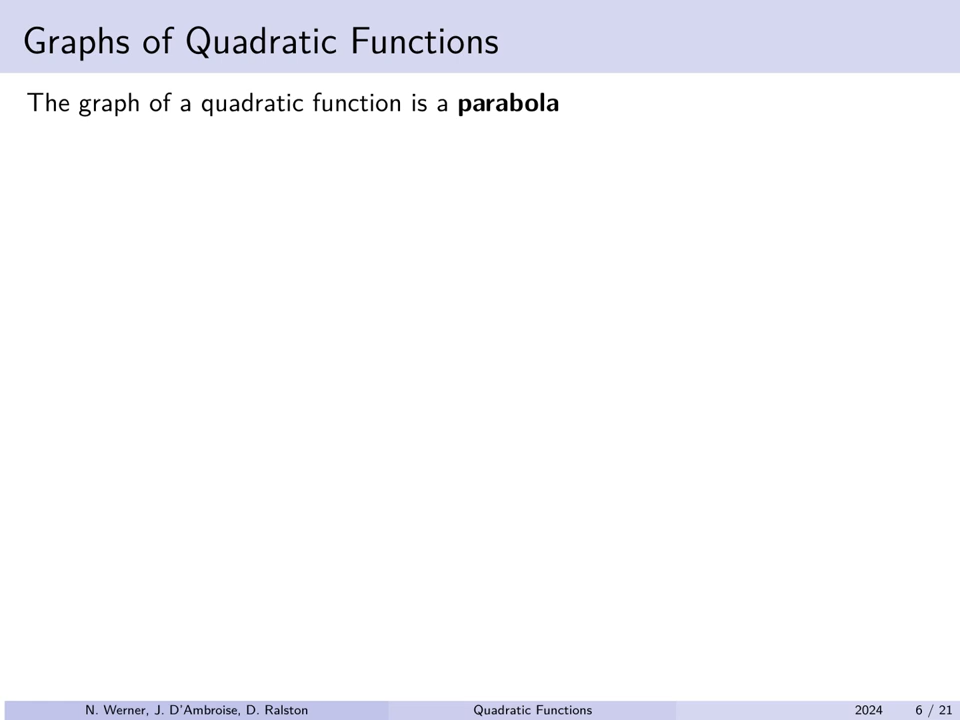 Graphs of Quadratic Functions
The graph of a quadratic function is a parabola
N. Werner, J. D'Ambroise, D. Ralston Quadratic Functions 2024 6 / 21